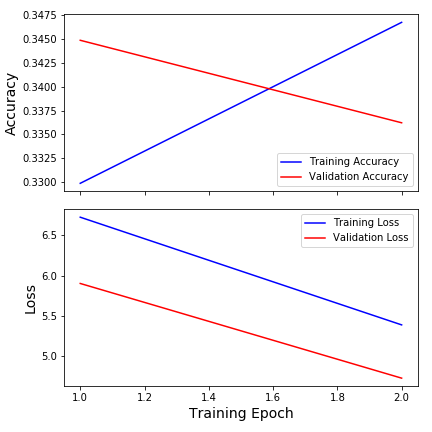 0.3475
0.3450
0.3425
0.3400
0.3375
0.3350
0.3325
0.3300
Accuracy
Training Accuracy
Validation Accuracy
6.5
6.0
5.5
5.0
Loss
Training Loss
Validation Loss
1.0 1.2 1.4 1.6 1.8 2.0
Training Epoch